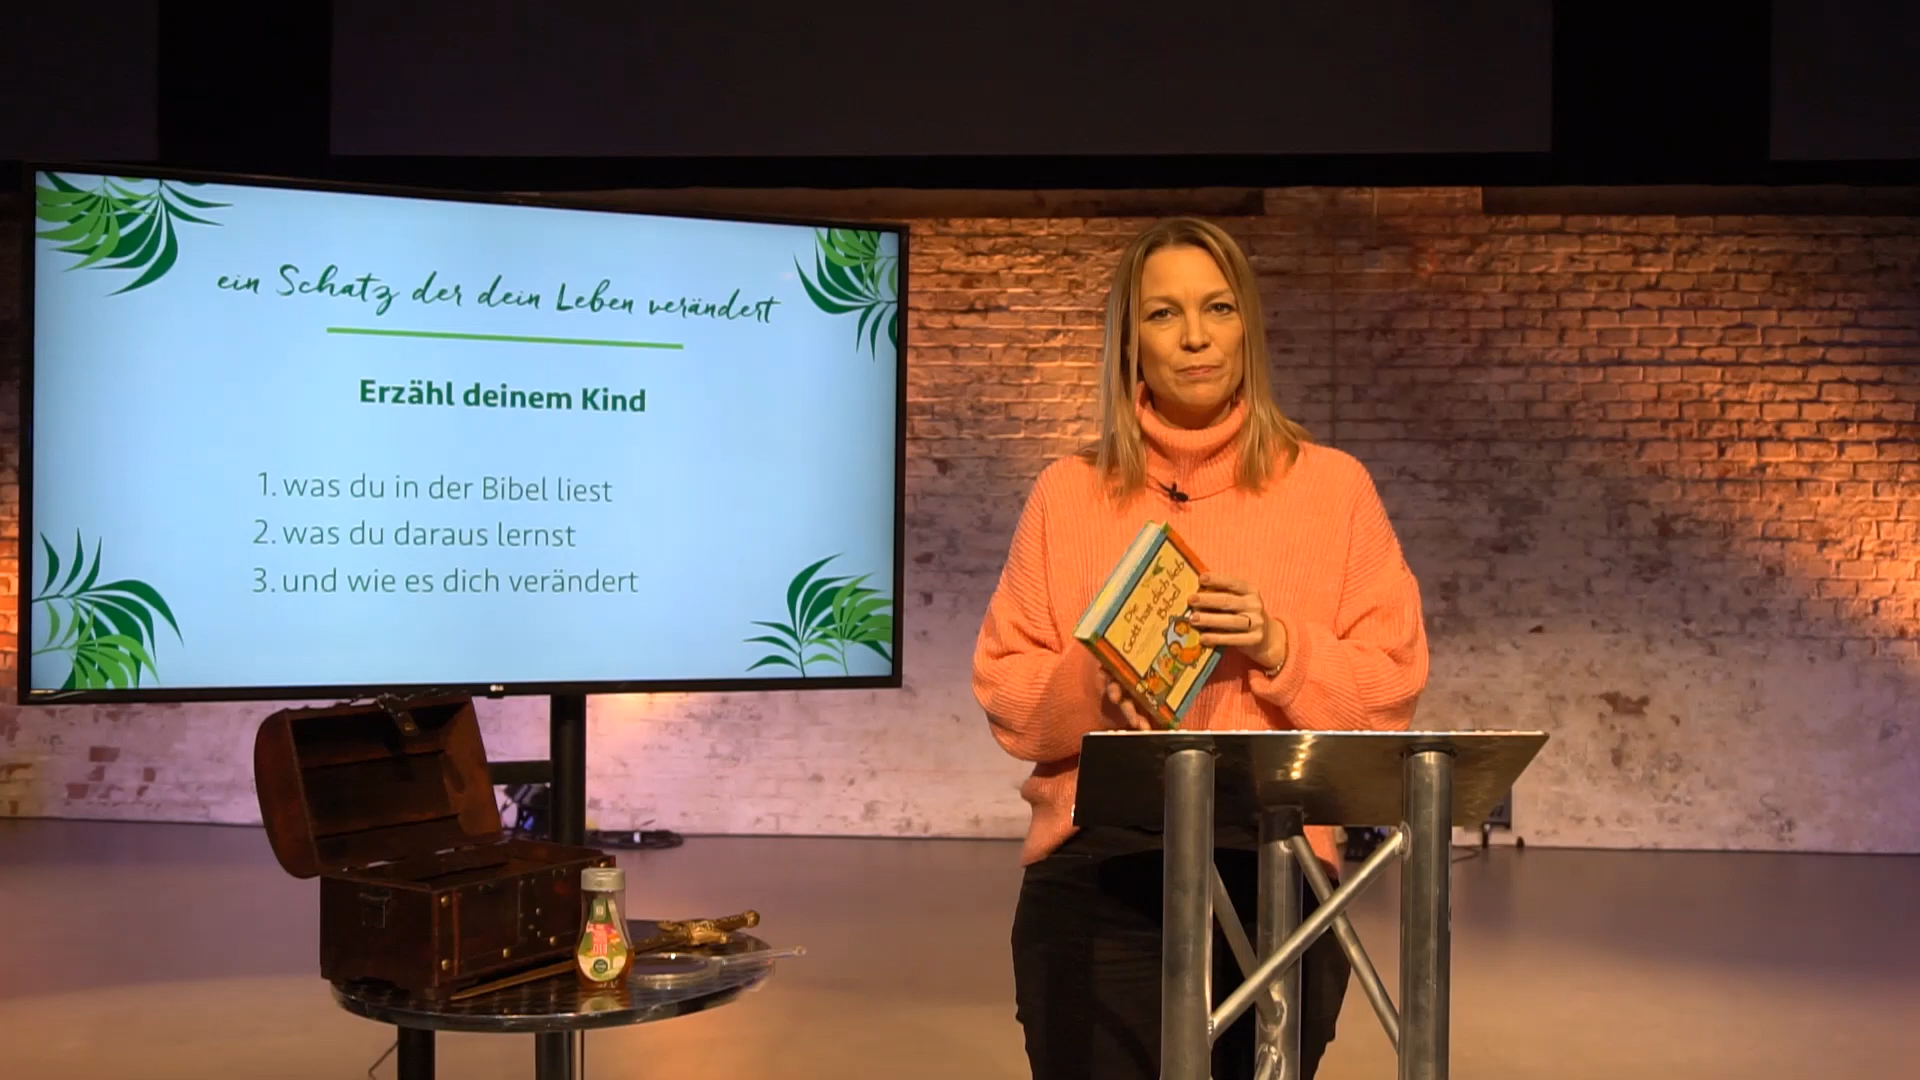 ein Schatz der dein Leben verändert
Erzähl deinem Kind
1. was du in der Bibel liest
2. was du daraus lernst
3. und wie es dich verändert
LG
Die
Gott hat dich lieb
Bibel